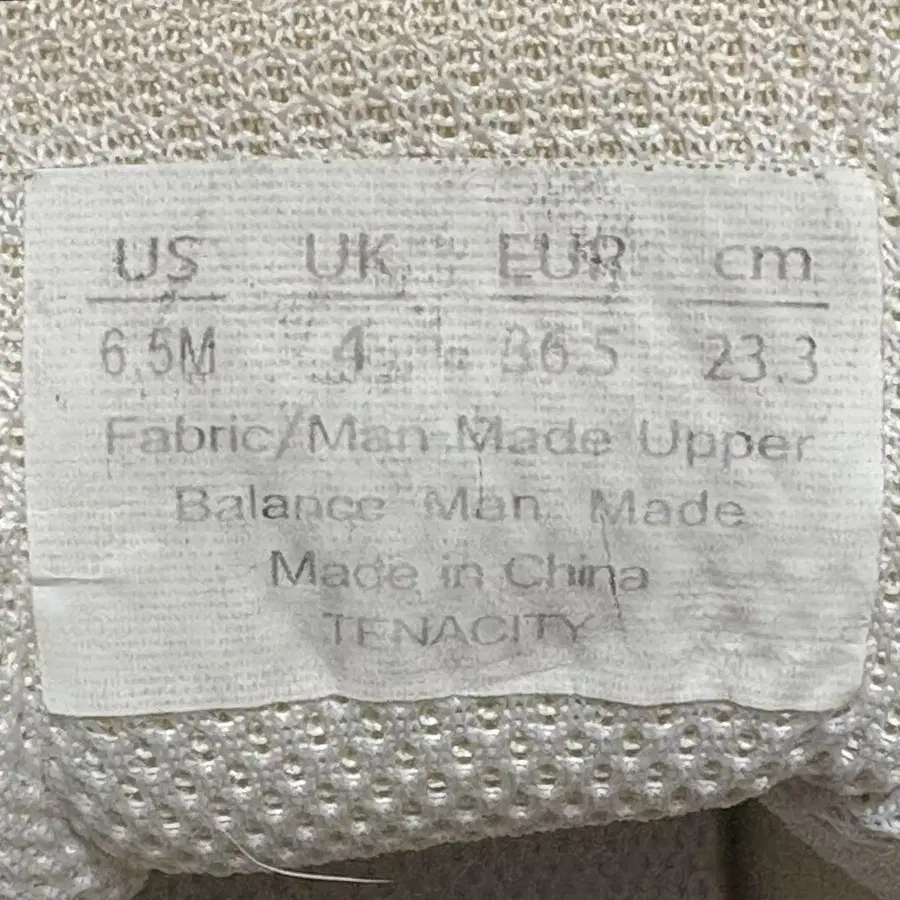 US UK EUR cm
6.5M 4 36.5 23.3
Fabric/Man-Made Upper
Balance Man Made
Made in China
TENACITY